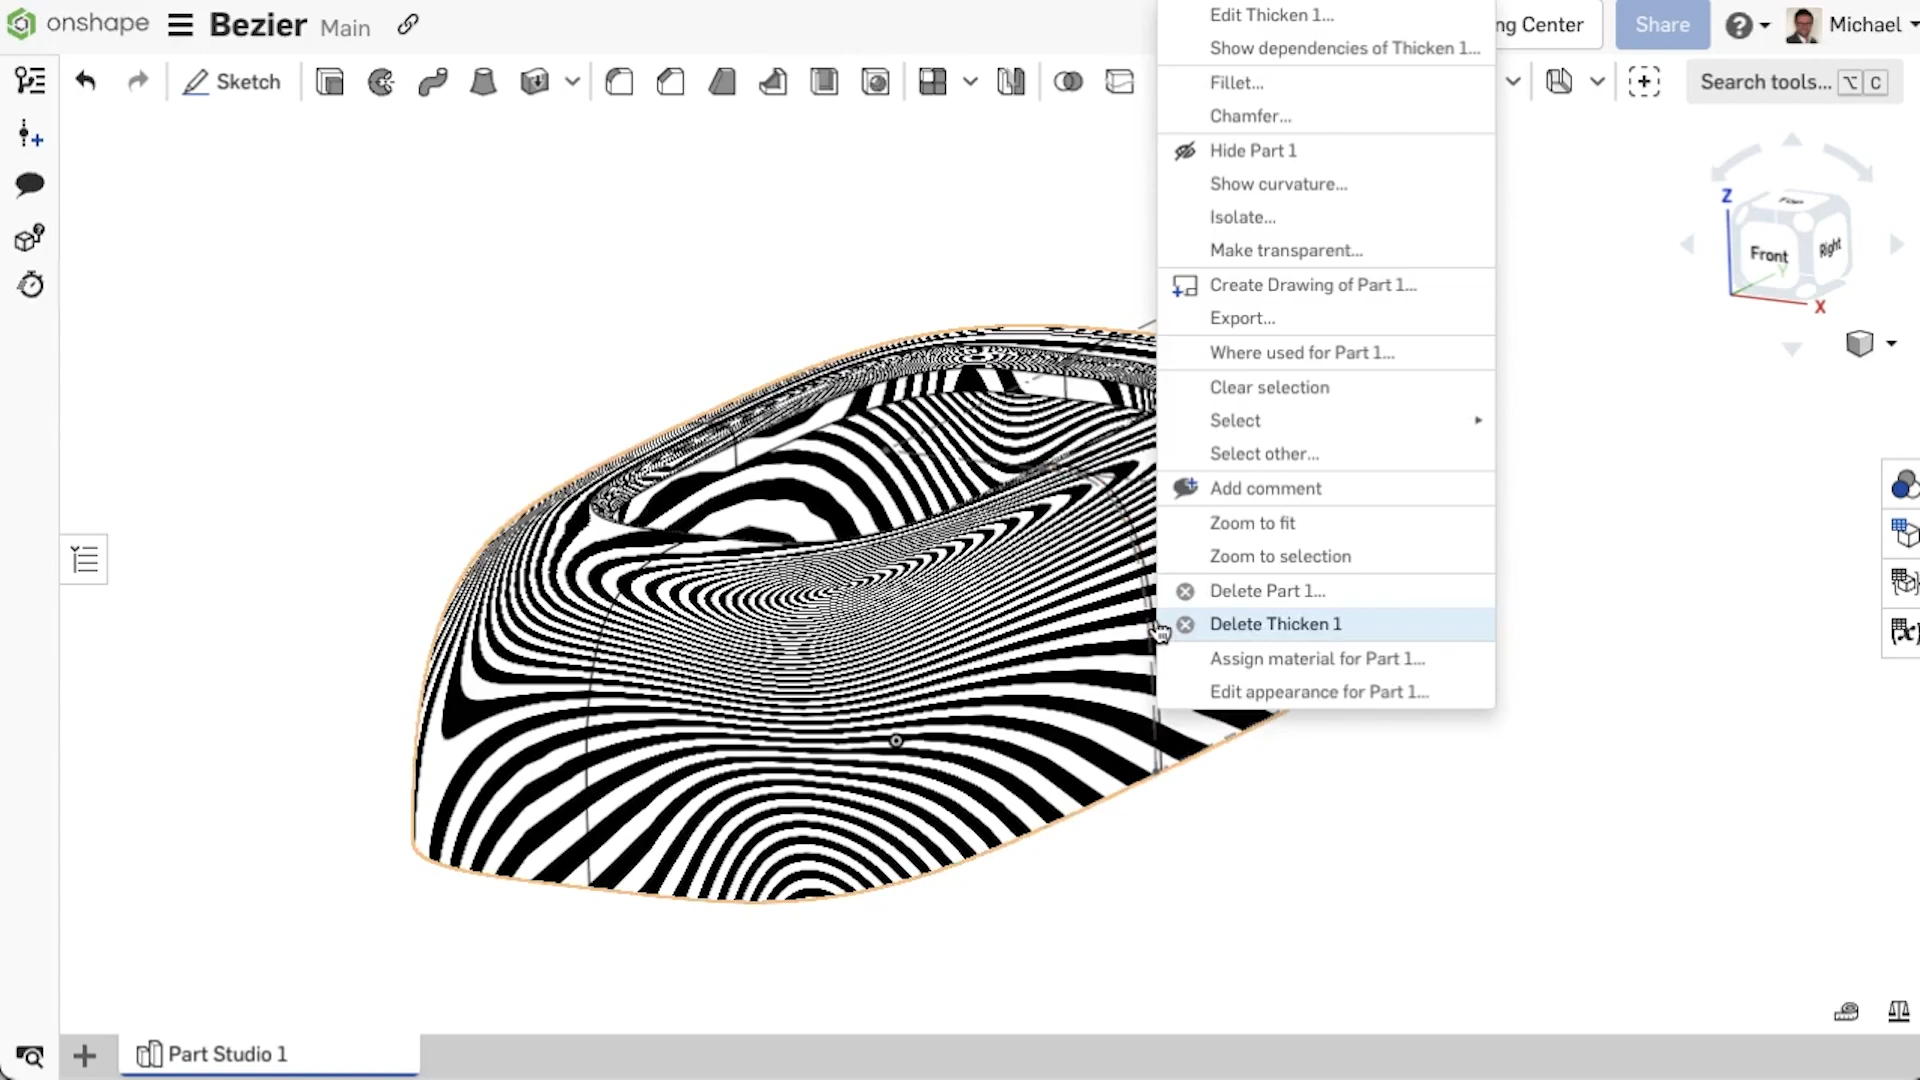 onshape
Bezier Main
ng Center
Share
Michael
Sketch
Search tools... ⌥ C
Edit Thicken 1...
Show dependencies of Thicken 1...
Fillet...
Chamfer...
Hide Part 1
Show curvature...
Isolate...
Make transparent...
Create Drawing of Part 1...
Export...
Where used for Part 1...
Clear selection
Select
Select other...
Add comment
Zoom to fit
Zoom to selection
Delete Part 1...
Delete Thicken 1
Assign material for Part 1...
Edit appearance for Part 1...
Z
Top
Front
Right
Y
X
(x)
Part Studio 1